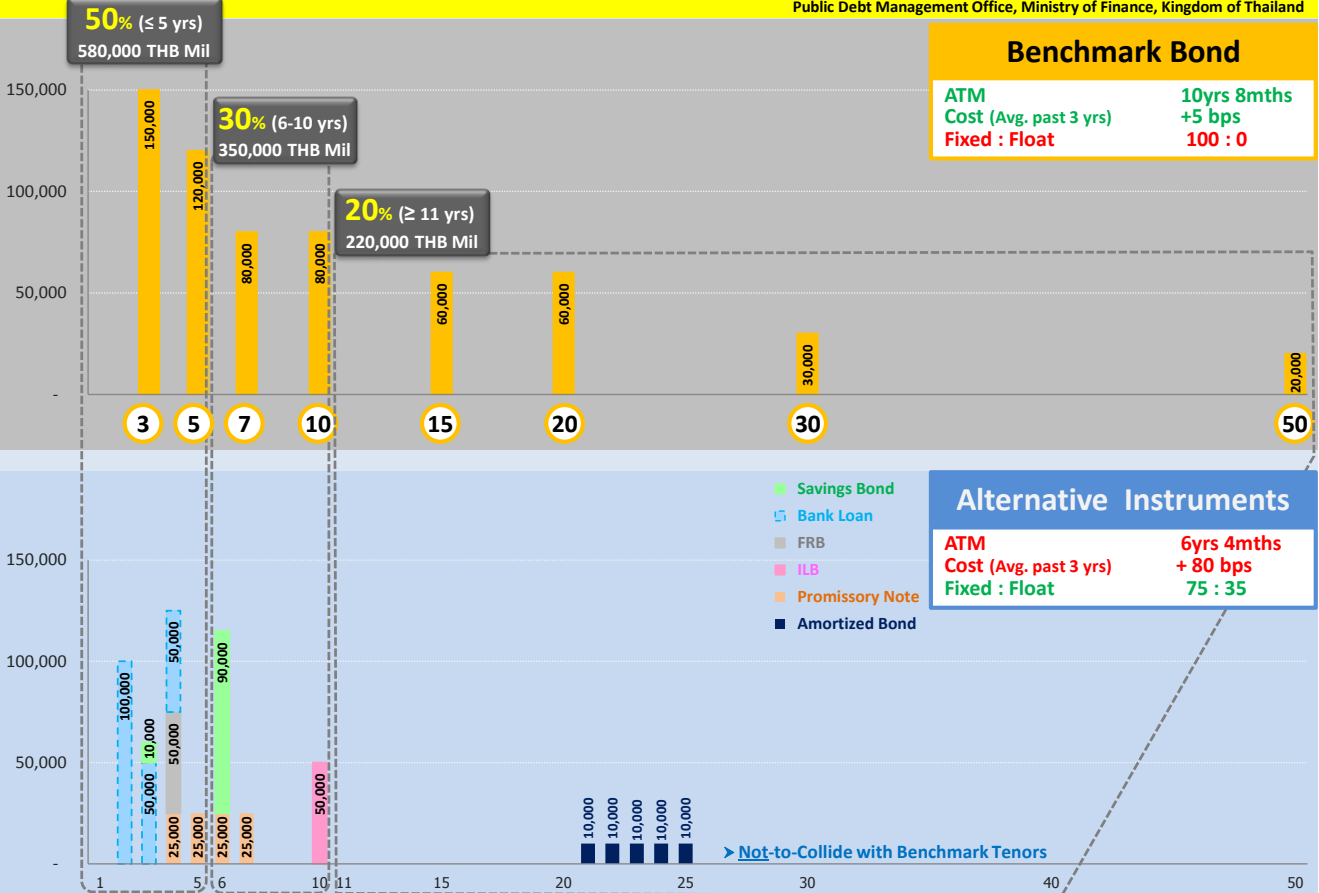 Public Debt Management Office, Ministry of Finance, Kingdom of Thailand
50% (≤ 5 yrs)
580,000 THB Mil
30% (6-10 yrs)
350,000 THB Mil
20% (≥ 11 yrs)
220,000 THB Mil
Benchmark Bond
ATM 10yrs 8mths
Cost (Avg. past 3 yrs) +5 bps
Fixed : Float 100 : 0
150,000
100,000
50,000
-
150,000
120,000
80,000
80,000
60,000
60,000
30,000
20,000
3 5 7 10 15 20 30 50
Savings Bond
Bank Loan
FRB
ILB
Promissory Note
Amortized Bond
Alternative Instruments
ATM 6yrs 4mths
Cost (Avg. past 3 yrs) + 80 bps
Fixed : Float 75 : 35
150,000
100,000
50,000
-
100,000
10,000
50,000
50,000
50,000
25,000
25,000
90,000
25,000
25,000
50,000
10,000
10,000
10,000
10,000
10,000
➤ Not-to-Collide with Benchmark Tenors
1 5 6 10 11 15 20 25 30 40 50